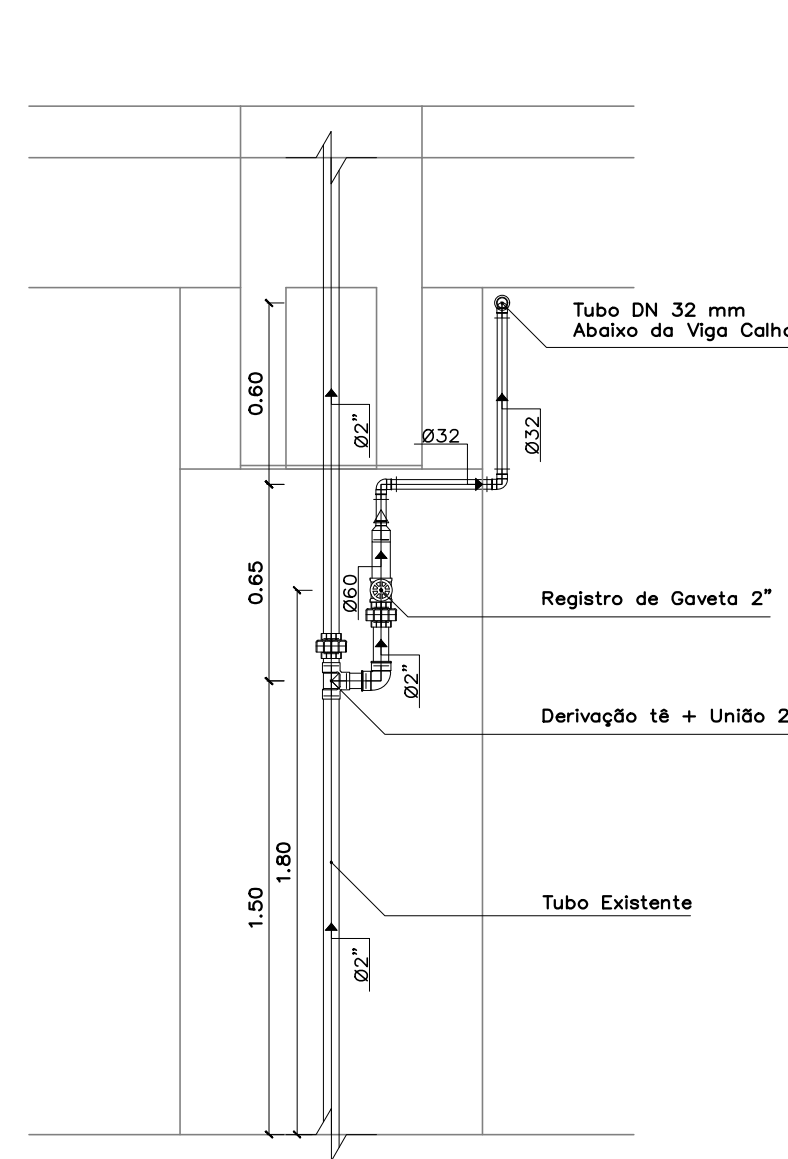 Tubo DN 32 mm
Abaixo da Viga Calha
0.60
Ø2”
Ø32
Ø32
0.65
Ø60
Registro de Gaveta 2”
Ø2”
Derivação tê + União 2
1.80
1.50
Tubo Existente
Ø2”